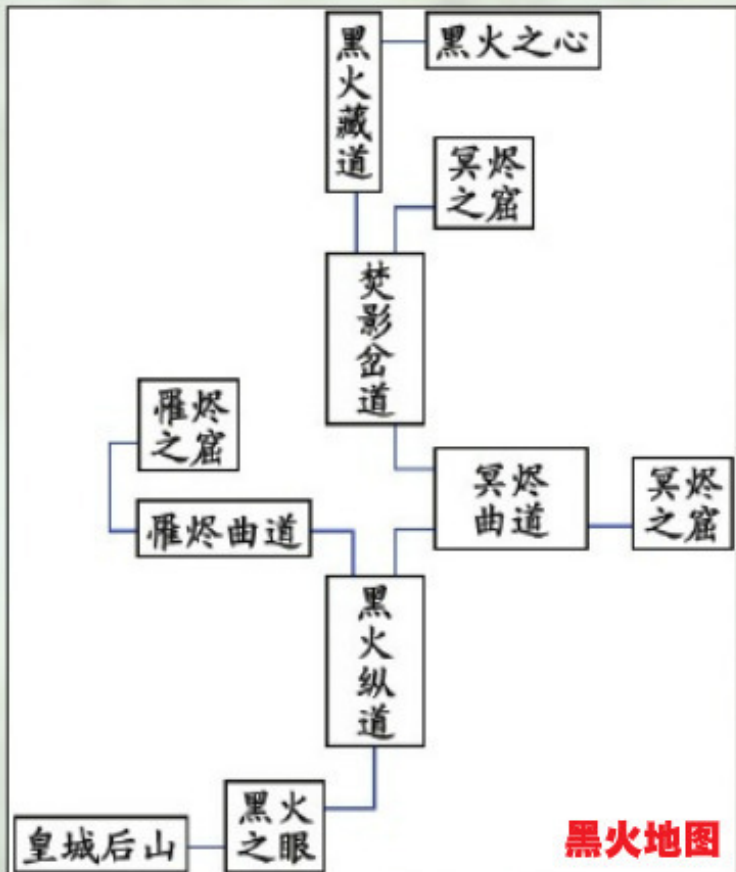 黑火藏道
黑火之心
冥烬
之窟
焚影岔道
雁烬
之窟
雁烬曲道
冥烬
曲道
冥烬
之窟
黑火纵道
黑火
之眼
皇城后山
黑火地图